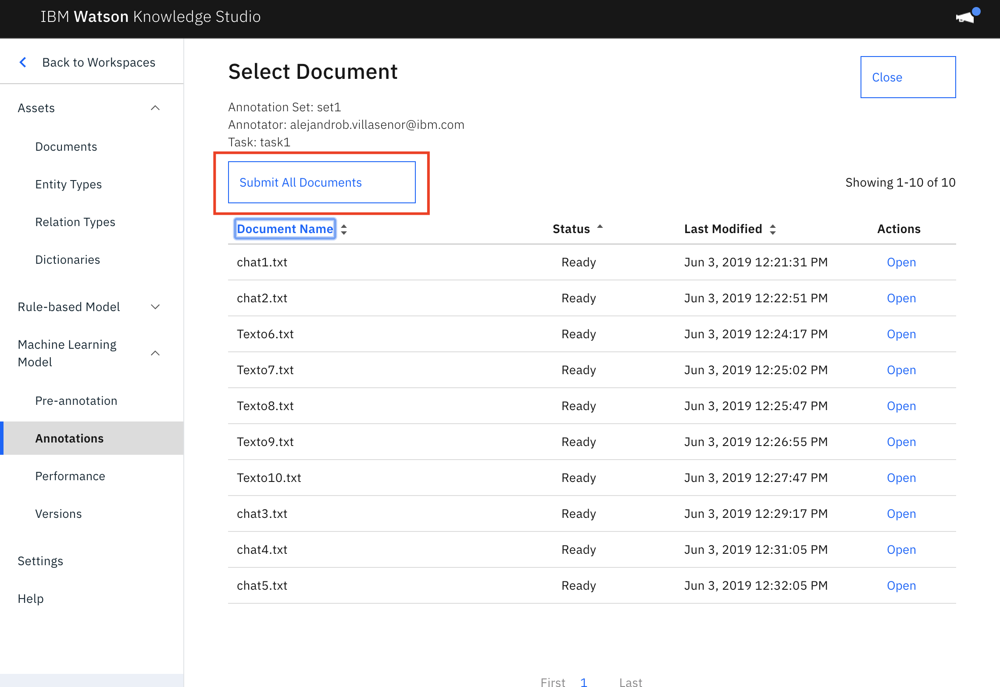 IBM Watson Knowledge Studio
Back to Workspaces
Assets
Documents
Entity Types
Relation Types
Dictionaries
Rule-based Model
Machine Learning
Model
Pre-annotation
Annotations
Performance
Versions
Settings
Help
Select Document
Close
Annotation Set: set1
Annotator: alejandrob.villasenor@ibm.com
Task: task1
Submit All Documents
Showing 1-10 of 10
Document Name Status Last Modified Actions
chat1.txt Ready Jun 3, 2019 12:21:31 PM Open
chat2.txt Ready Jun 3, 2019 12:22:51 PM Open
Texto6.txt Ready Jun 3, 2019 12:24:17 PM Open
Texto7.txt Ready Jun 3, 2019 12:25:02 PM Open
Texto8.txt Ready Jun 3, 2019 12:25:47 PM Open
Texto9.txt Ready Jun 3, 2019 12:26:55 PM Open
Texto10.txt Ready Jun 3, 2019 12:27:47 PM Open
chat3.txt Ready Jun 3, 2019 12:29:17 PM Open
chat4.txt Ready Jun 3, 2019 12:31:05 PM Open
chat5.txt Ready Jun 3, 2019 12:32:05 PM Open
First 1 Last